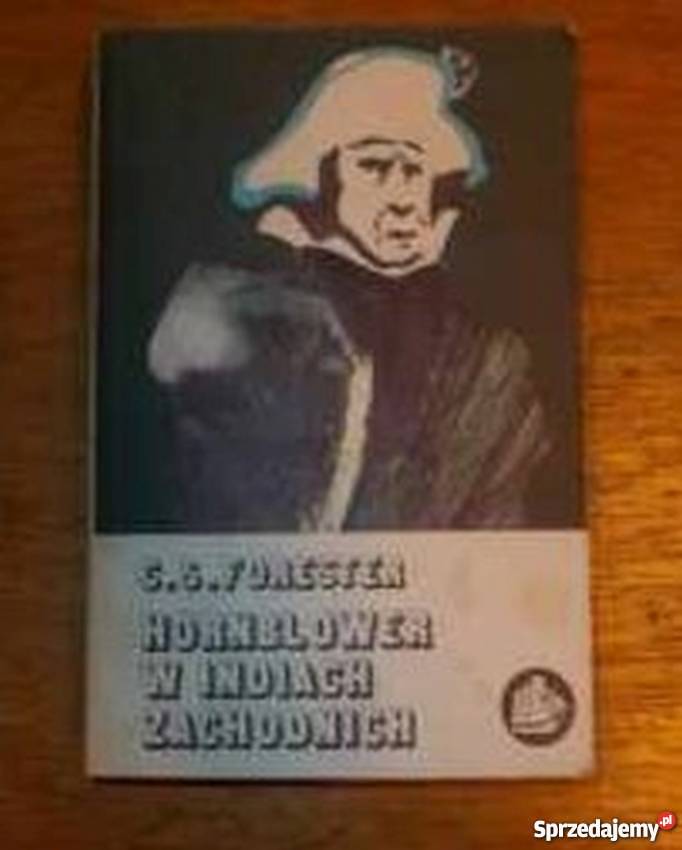 C.S.FORESTER
HORNBLOWER
W INDIACH
ZACHODNICH
Sprzedajemy.pl